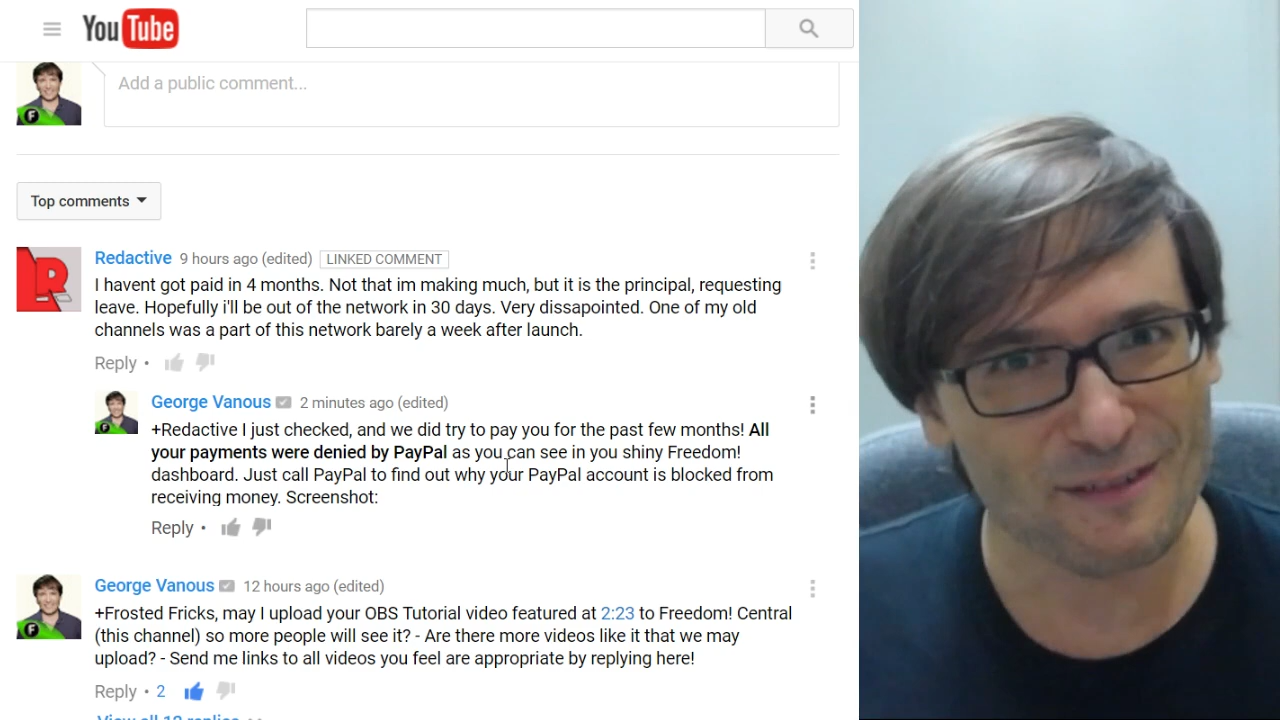 YouTube
Add a public comment...
Top comments
Redactive 9 hours ago (edited) LINKED COMMENT
I havent got paid in 4 months. Not that im making much, but it is the principal, requesting
leave. Hopefully i'll be out of the network in 30 days. Very dissapointed. One of my old
channels was a part of this network barely a week after launch.
Reply •
George Vanous 2 minutes ago (edited)
+Redactive I just checked, and we did try to pay you for the past few months! All
your payments were denied by PayPal as you can see in you shiny Freedom!
dashboard. Just call PayPal to find out why your PayPal account is blocked from
receiving money. Screenshot:
Reply •
George Vanous 12 hours ago (edited)
+Frosted Fricks, may I upload your OBS Tutorial video featured at 2:23 to Freedom! Central
(this channel) so more people will see it? - Are there more videos like it that we may
upload? - Send me links to all videos you feel are appropriate by replying here!
Reply • 2
View all 12 replies